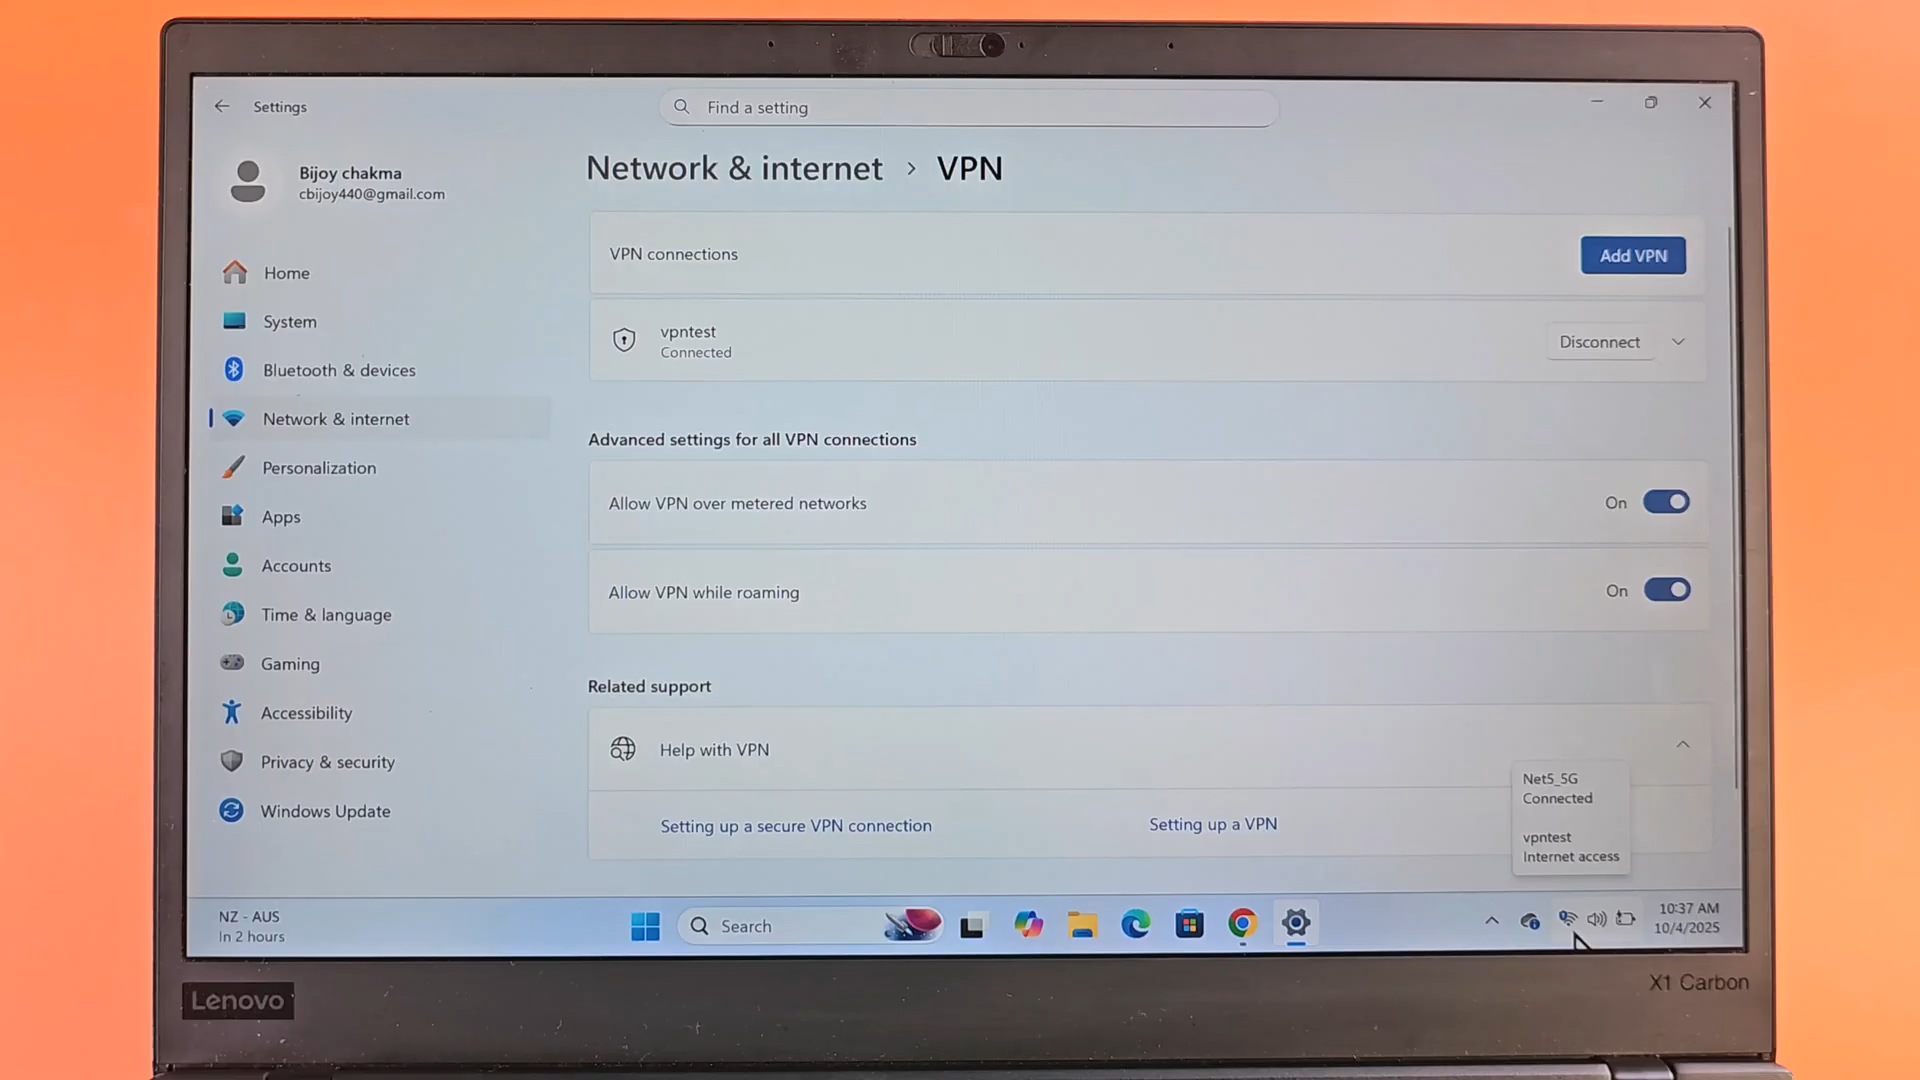 Settings
Find a setting
Bijoy chakma
cbijoy440@gmail.com
Home
System
Bluetooth & devices
Network & internet
Personalization
Apps
Accounts
Time & language
Gaming
Accessibility
Privacy & security
Windows Update
Network & internet › VPN
VPN connections
Add VPN
vpntest
Connected
Disconnect
Advanced settings for all VPN connections
Allow VPN over metered networks
On
Allow VPN while roaming
On
Related support
Help with VPN
Setting up a secure VPN connection
Setting up a VPN
Net5_5G
Connected
vpntest
Internet access
NZ - AUS
In 2 hours
Search
10:37 AM
10/4/2025
Lenovo
X1 Carbon